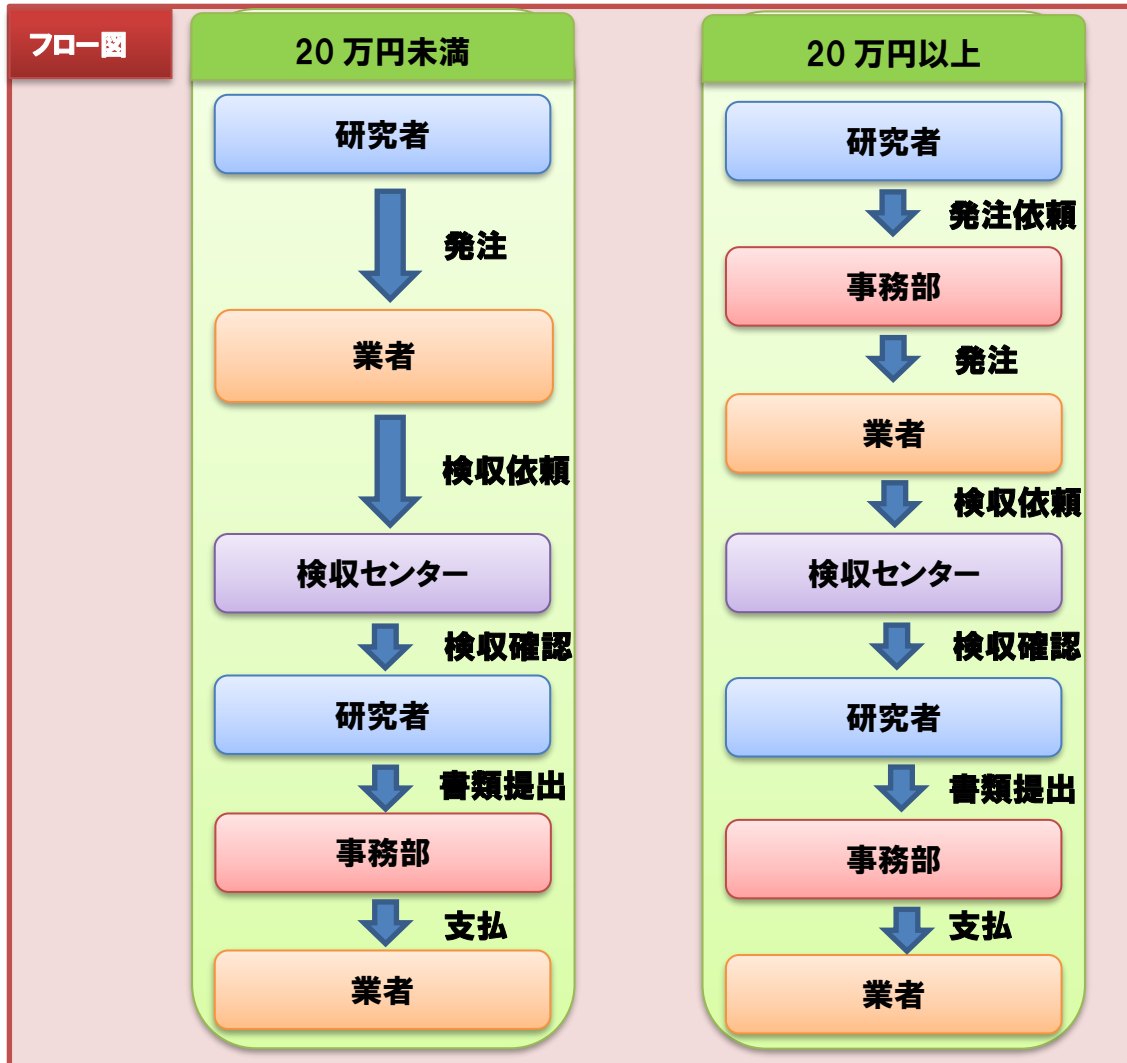 フロー図
20 万円未満
研究者
発注
業者
検収依頼
検収センター
検収確認
研究者
書類提出
事務部
支払
業者
20 万円以上
研究者
発注依頼
事務部
発注
業者
検収依頼
検収センター
検収確認
研究者
書類提出
事務部
支払
業者